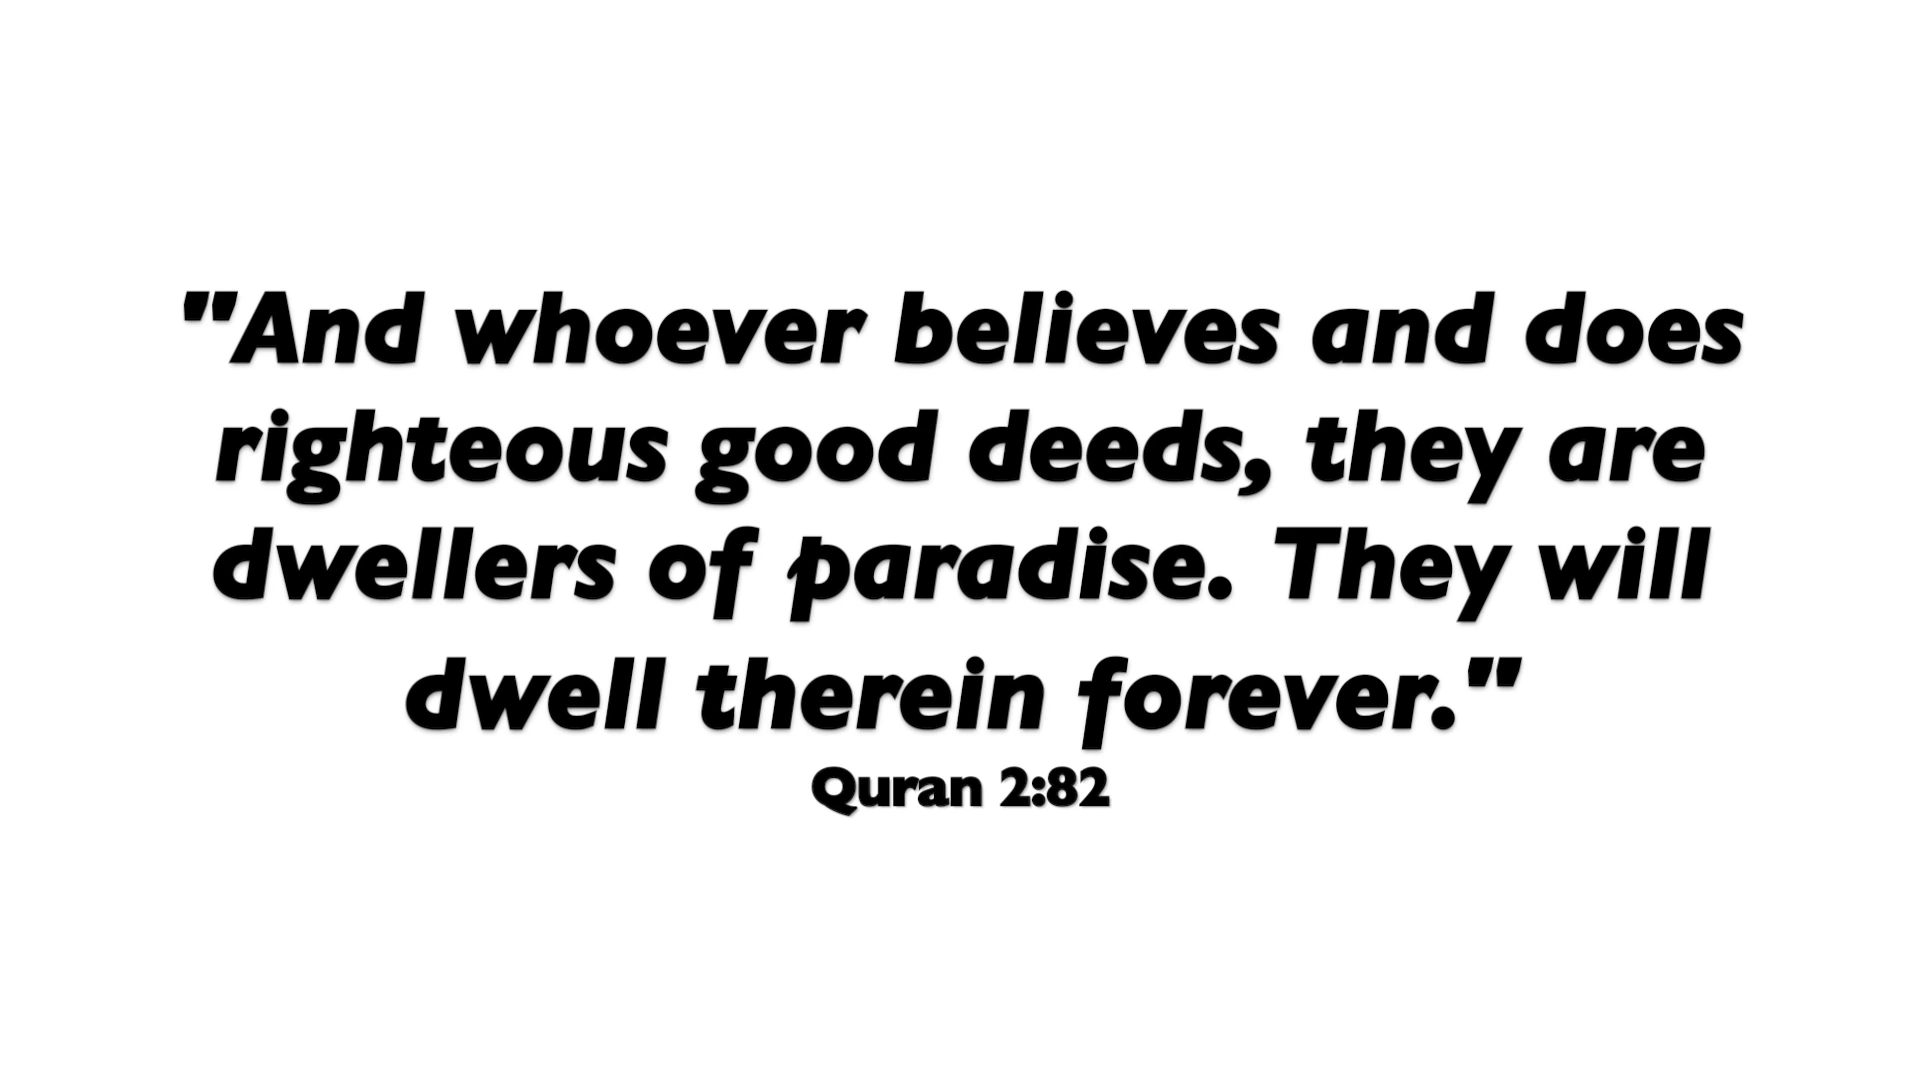 "And whoever believes and does
righteous good deeds, they are
dwellers of paradise. They will
dwell therein forever."
Quran 2:82